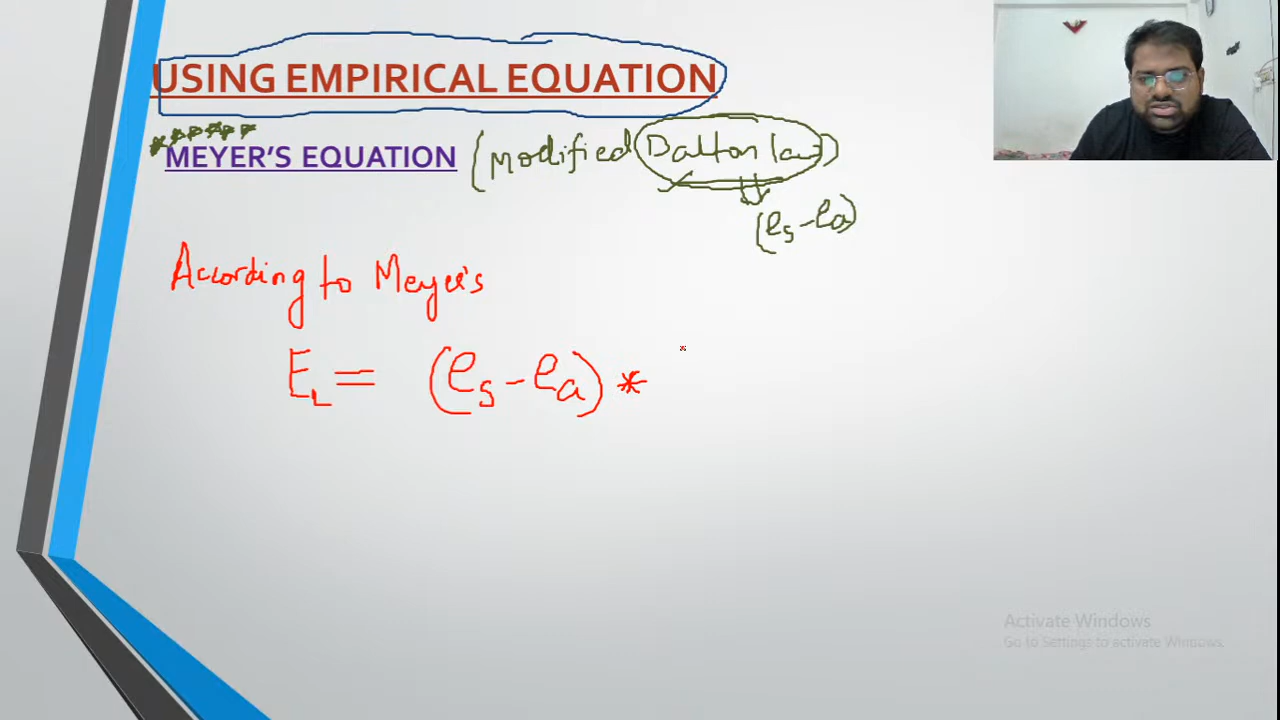 USING EMPIRICAL EQUATION
MEYER'S EQUATION (Modified Dalton law)
(es-ea)
According to Meyer's
EL = (es-ea)*
Activate Windows
Go to Settings to activate Windows.